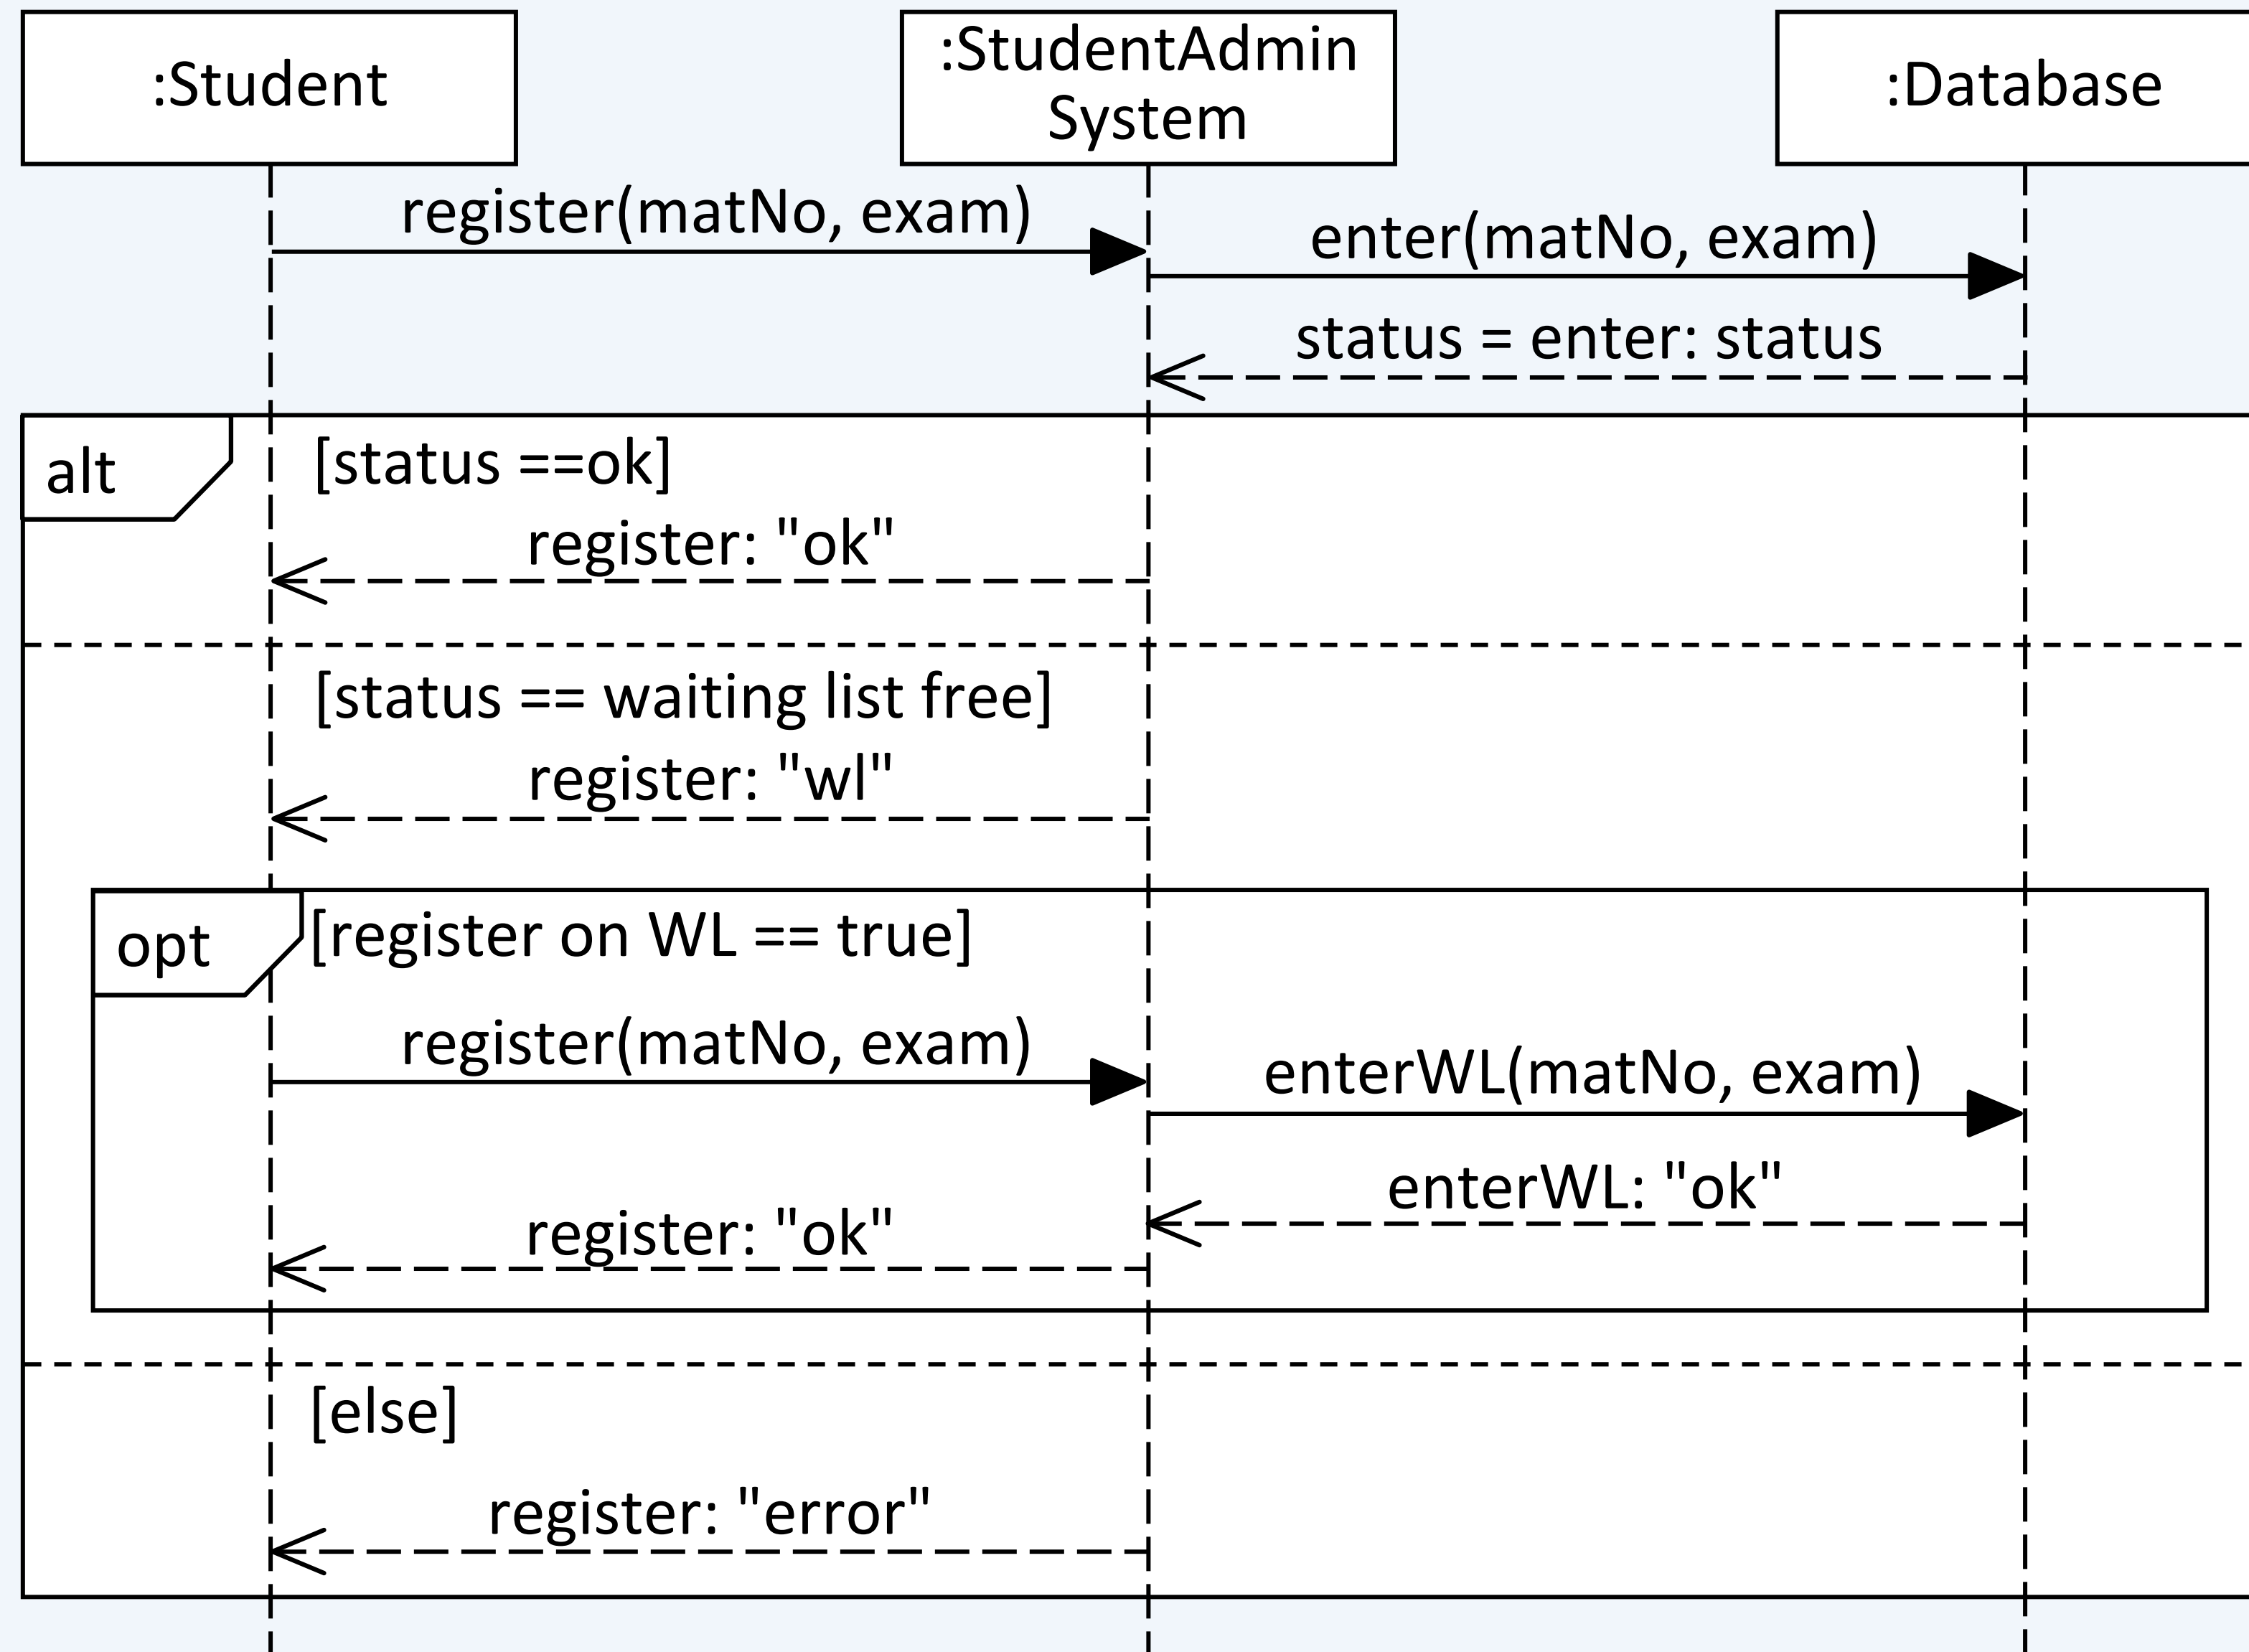 :Student
:StudentAdmin
System
:Database
register(matNo, exam)
enter(matNo, exam)
status = enter: status
alt
[status ==ok]
register: "ok"
[status == waiting list free]
register: "wl"
opt
[register on WL == true]
register(matNo, exam)
enterWL(matNo, exam)
enterWL: "ok"
register: "ok"
[else]
register: "error"